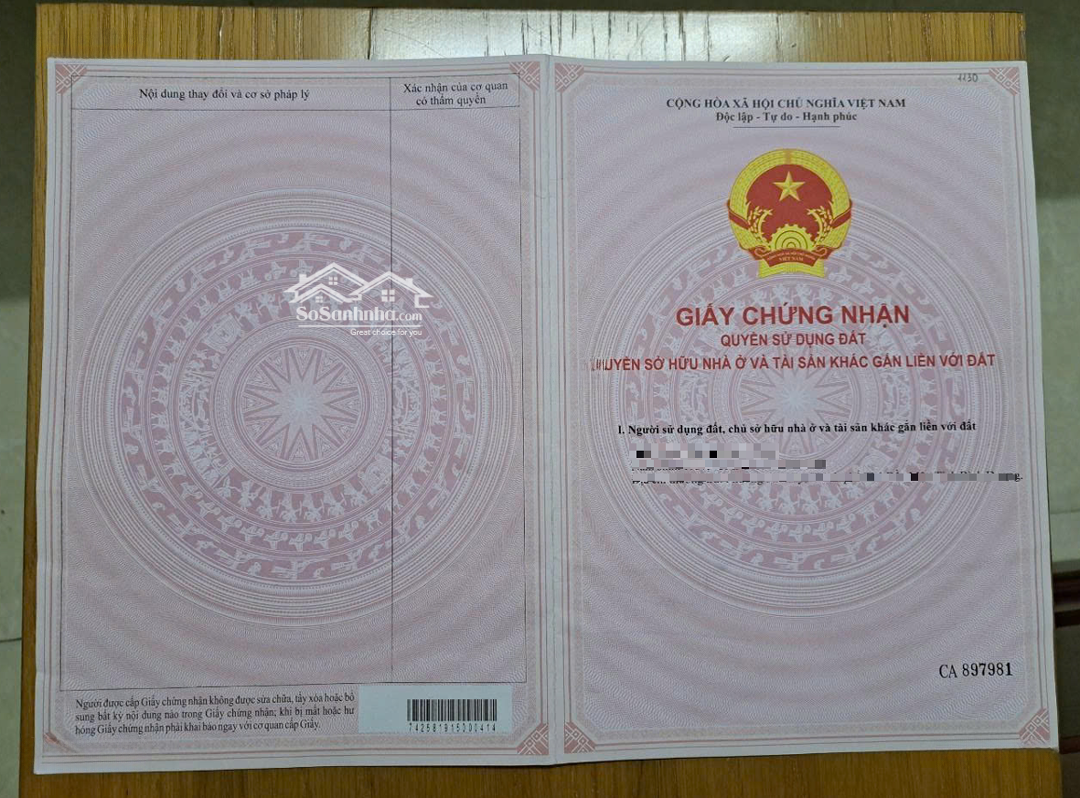 Nội dung thay đổi và cơ sở pháp lý
Xác nhận của cơ quan
có thẩm quyền
SoSanhnha.com
Great choice for you
Người được cấp Giấy chứng nhận không được sửa chữa, tẩy xóa hoặc bổ
sung bất kỳ nội dung nào trong Giấy chứng nhận; khi bị mất hoặc hư
hỏng Giấy chứng nhận phải khai báo ngay với cơ quan cấp Giấy.
742581915000414
1130
CỘNG HÒA XÃ HỘI CHỦ NGHĨA VIỆT NAM
Độc lập - Tự do - Hạnh phúc
VIỆT NAM
GIẤY CHỨNG NHẬN
QUYỀN SỬ DỤNG ĐẤT
QUYỀN SỞ HỮU NHÀ Ở VÀ TÀI SẢN KHÁC GẮN LIỀN VỚI ĐẤT
I. Người sử dụng đất, chủ sở hữu nhà ở và tài sản khác gắn liền với đất
CA 897981